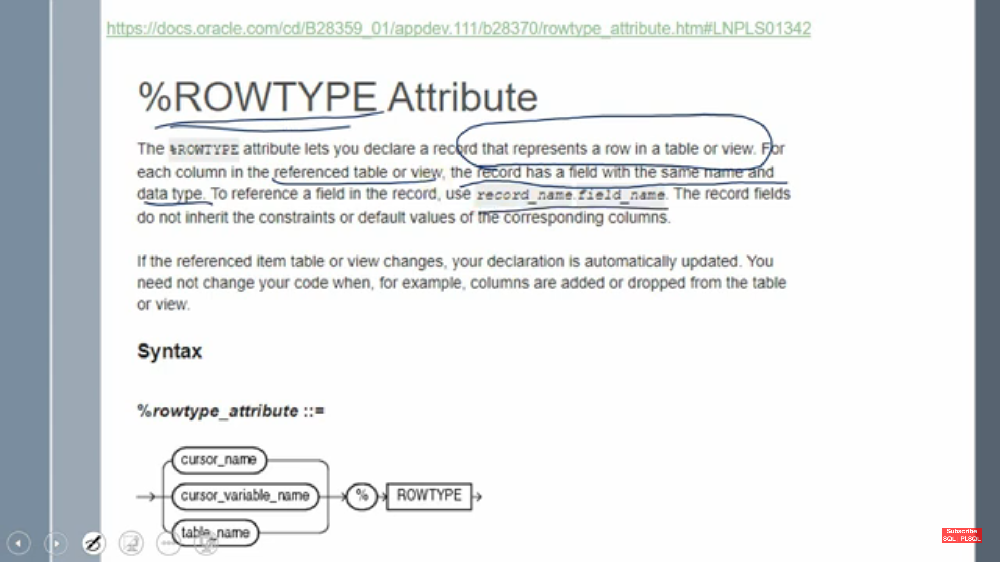 https://docs.oracle.com/cd/B28359_01/appdev.111/b28370/rowtype_attribute.htm#LNPLS01342
%ROWTYPE Attribute
The %ROWTYPE attribute lets you declare a record that represents a row in a table or view. For
each column in the referenced table or view, the record has a field with the same name and
data type. To reference a field in the record, use record_name.field_name. The record fields
do not inherit the constraints or default values of the corresponding columns.
If the referenced item table or view changes, your declaration is automatically updated. You
need not change your code when, for example, columns are added or dropped from the table
or view.
Syntax
%rowtype_attribute ::=
cursor_name
cursor_variable_name
% ROWTYPE
table_name
Subscribe
SQL | PLSQL